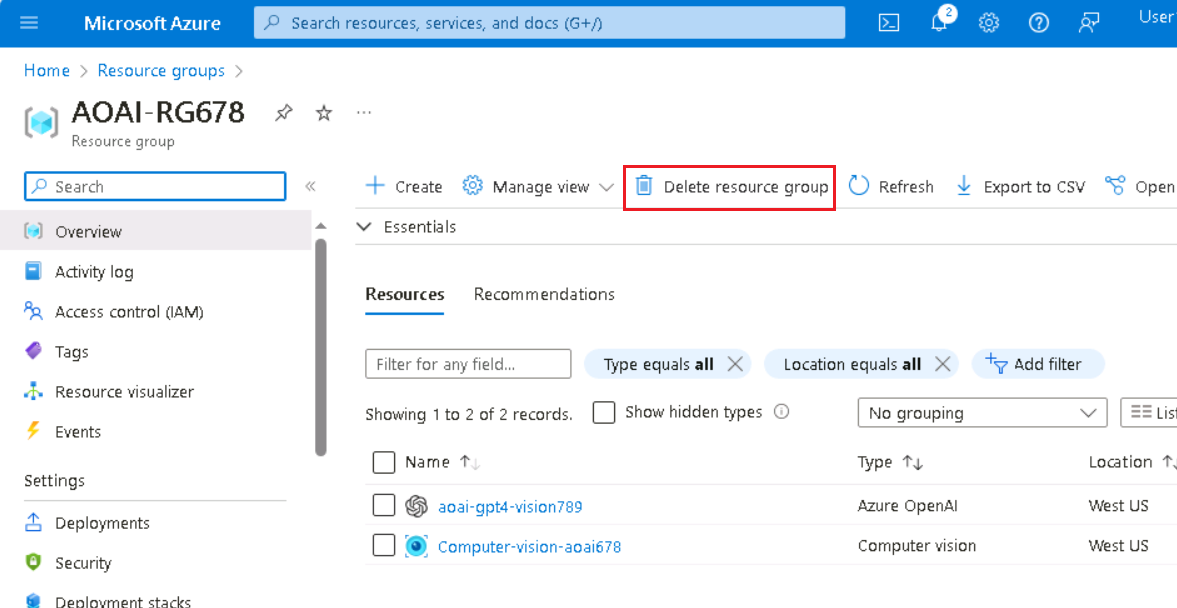 Microsoft Azure
Search resources, services, and docs (G+/)
2
User
Home > Resource groups >
AOAI-RG678
...
Resource group
Search
«
Create
Manage view
Delete resource group
Refresh
Export to CSV
Open
Overview
Essentials
Activity log
Access control (IAM)
Tags
Resource visualizer
Events
Settings
Deployments
Security
Deployment stacks
Resources
Recommendations
Filter for any field...
Type equals all
Location equals all
Add filter
Showing 1 to 2 of 2 records.
Show hidden types
No grouping
Name
Type
Location
aoai-gpt4-vision789
Azure OpenAI
West US
Computer-vision-aoai678
Computer vision
West US